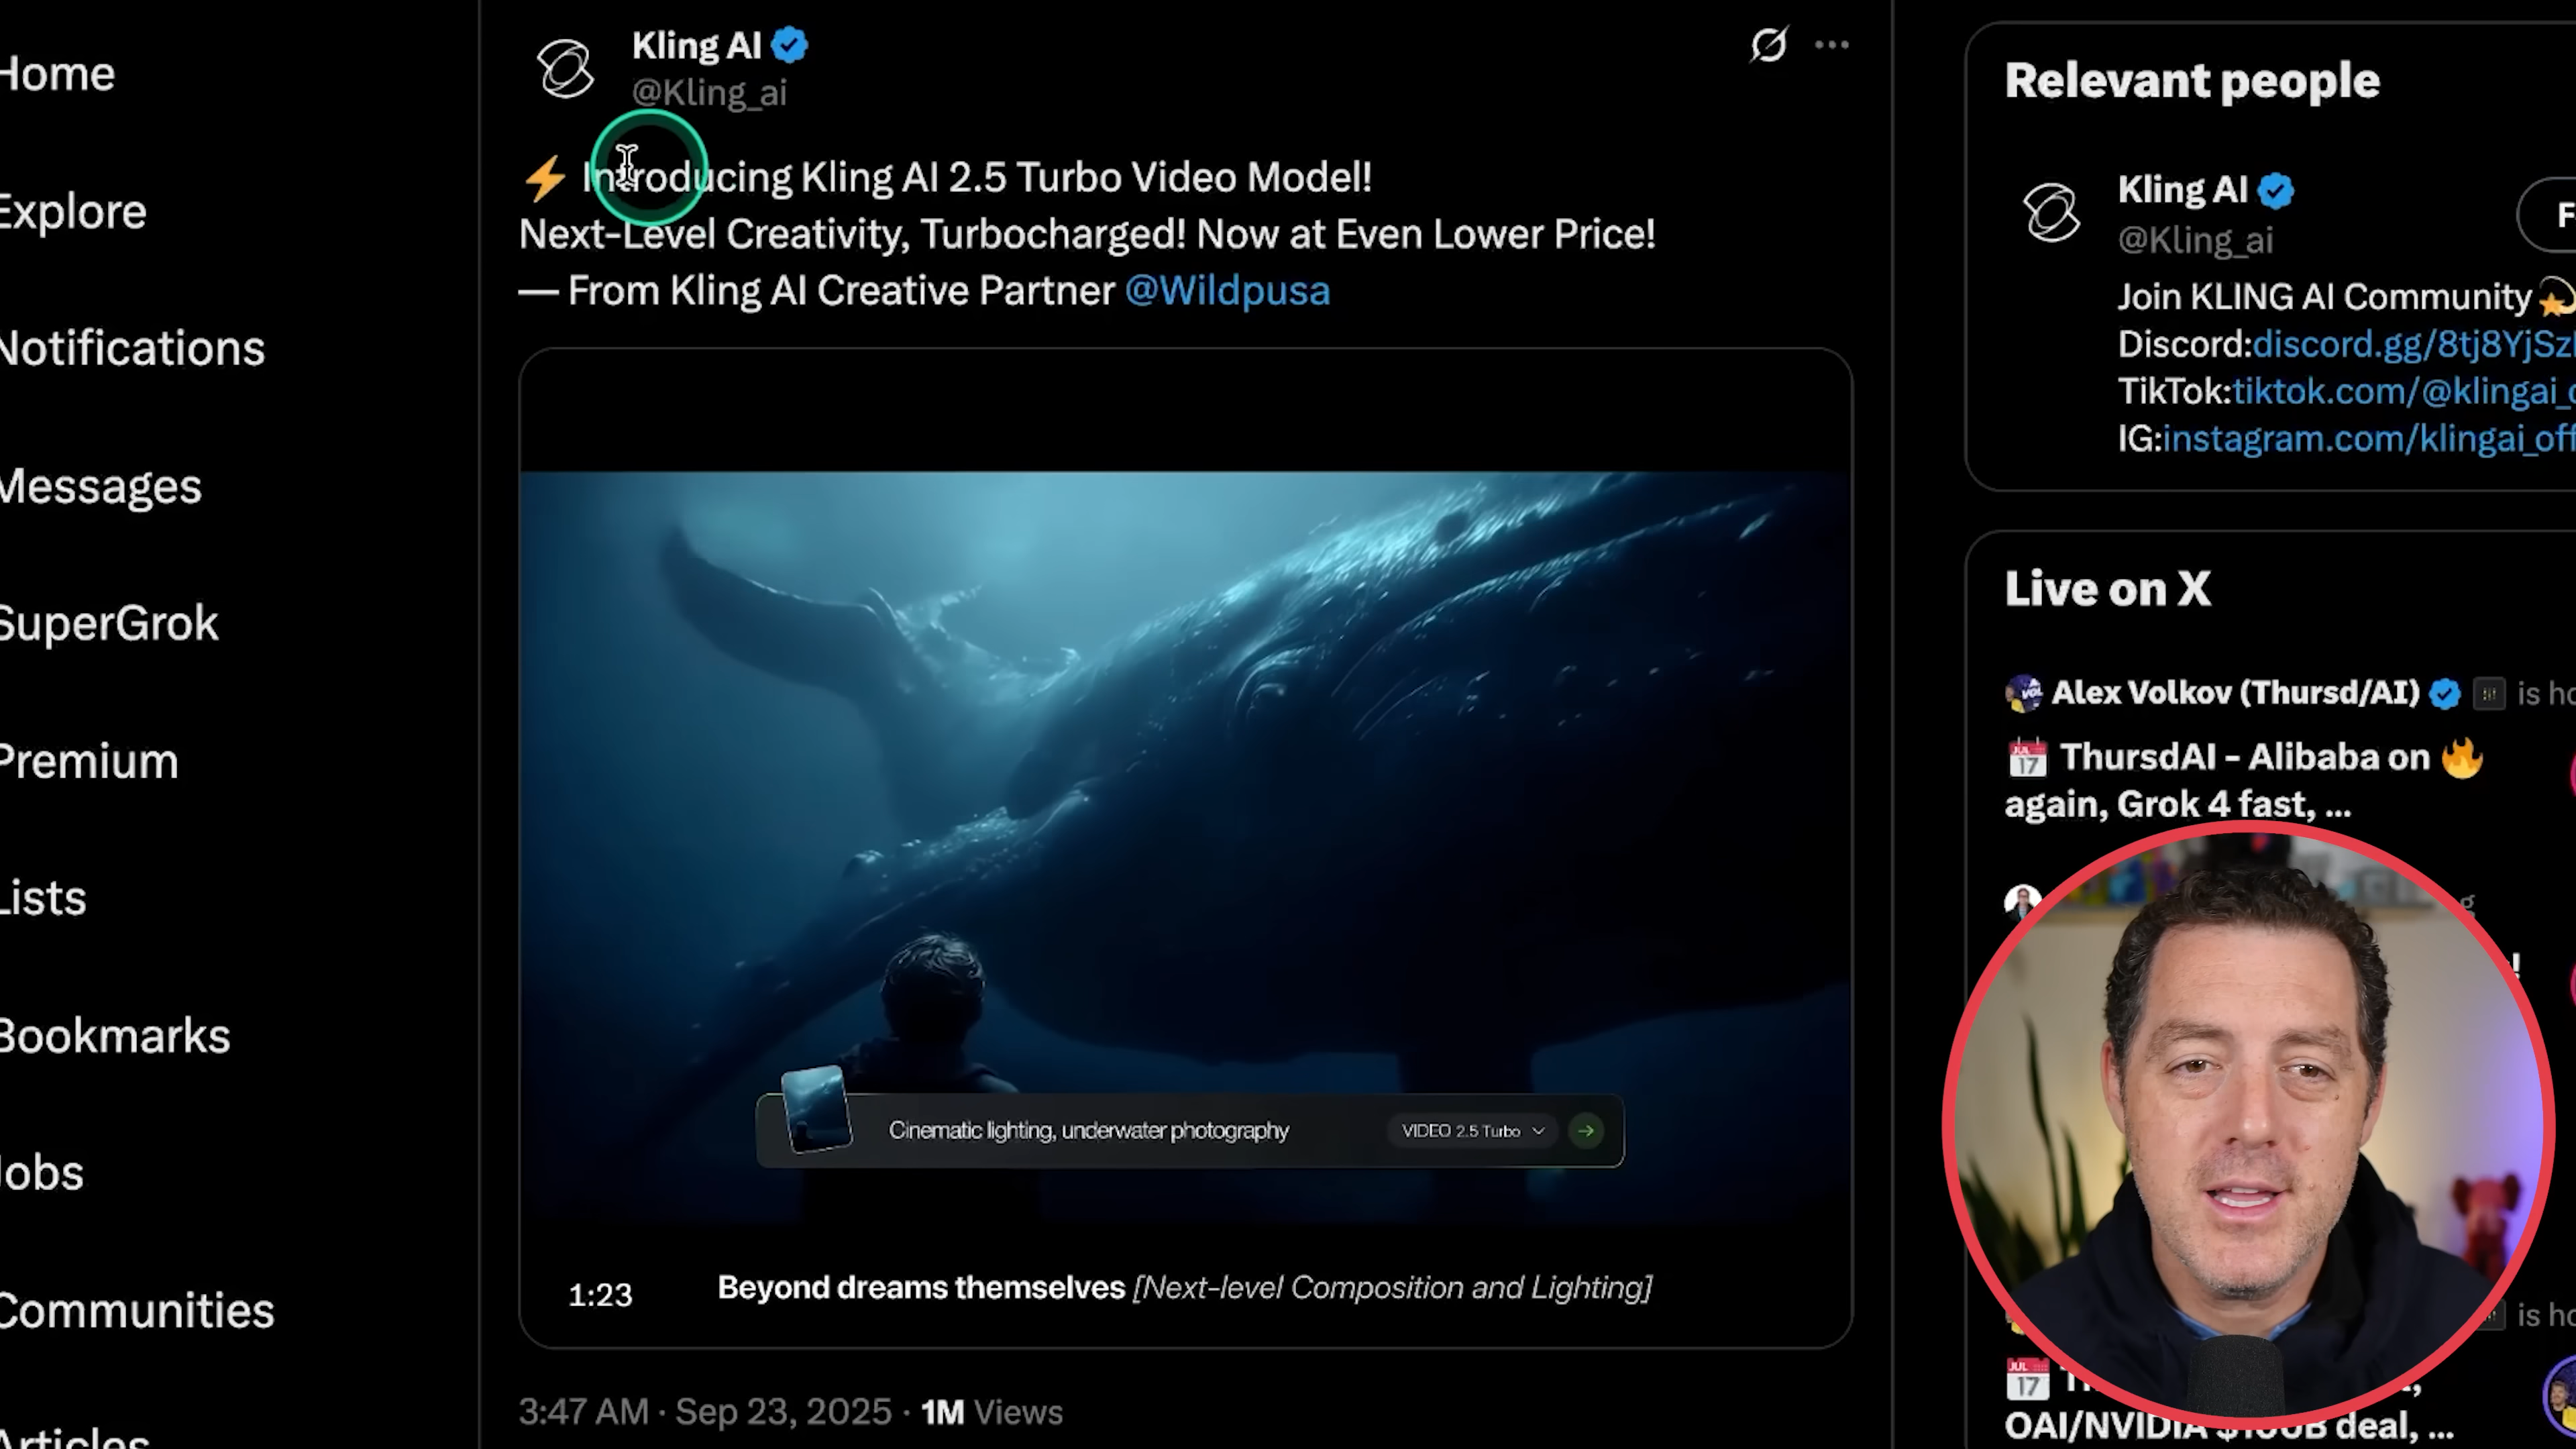 Home
Explore
Notifications
Messages
SuperGrok
Premium
Lists
Bookmarks
Jobs
Communities
Articles
Kling AI
@Kling_ai
⚡ Introducing Kling AI 2.5 Turbo Video Model!
Next-Level Creativity, Turbocharged! Now at Even Lower Price!
— From Kling AI Creative Partner @Wildpusa
Cinematic lighting, underwater photography
VIDEO 2.5 Turbo
1:23
Beyond dreams themselves [Next-level Composition and Lighting]
3:47 AM · Sep 23, 2025 · 1M Views
Relevant people
Kling AI
@Kling_ai
Join KLING AI Community 💫
Discord:discord.gg/8tj8YjSz
TikTok:tiktok.com/@klingai_
IG:instagram.com/klingai_off
Live on X
Alex Volkov (Thursd/AI) is
JUL 17 ThursdAI - Alibaba on 🔥
again, Grok 4 fast, ...
is
JUL 17
OAI/NVIDIA $100B deal, ...